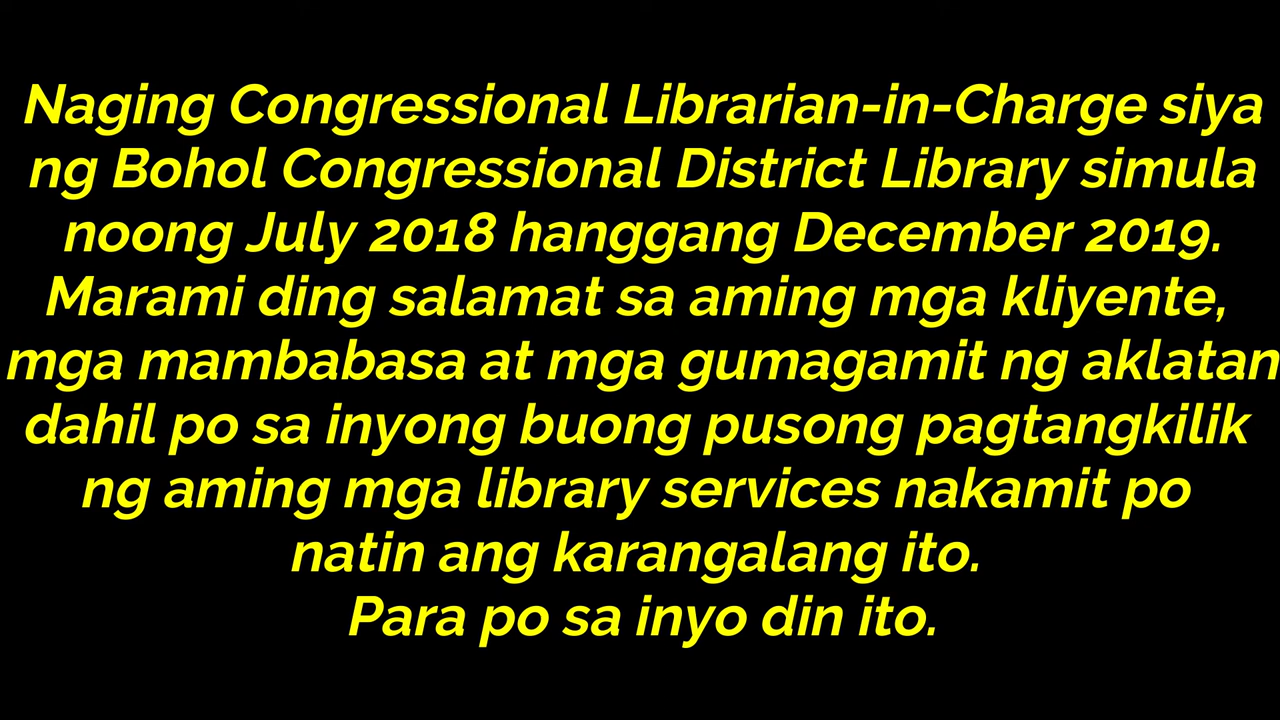 Naging Congressional Librarian-in-Charge siya
ng Bohol Congressional District Library simula
noong July 2018 hanggang December 2019.
Marami ding salamat sa aming mga kliyente,
mga mambabasa at mga gumagamit ng aklatan
dahil po sa inyong buong pusong pagtangkilik
ng aming mga library services nakamit po
natin ang karangalang ito.
Para po sa inyo din ito.